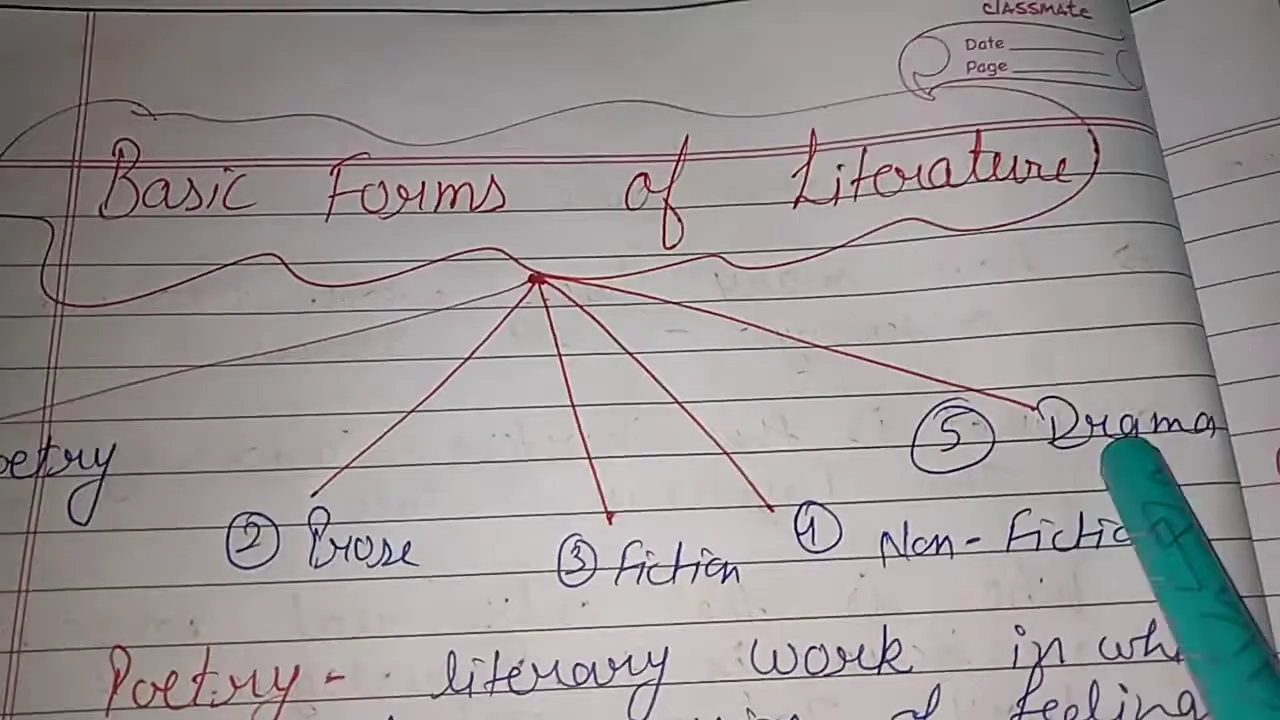 classmate
Date
Page
Basic Forms of Literature
5 Drama
2 Prose
3 Fiction
4 Non-Fictio
Poetry - literary work in wh
of feeling